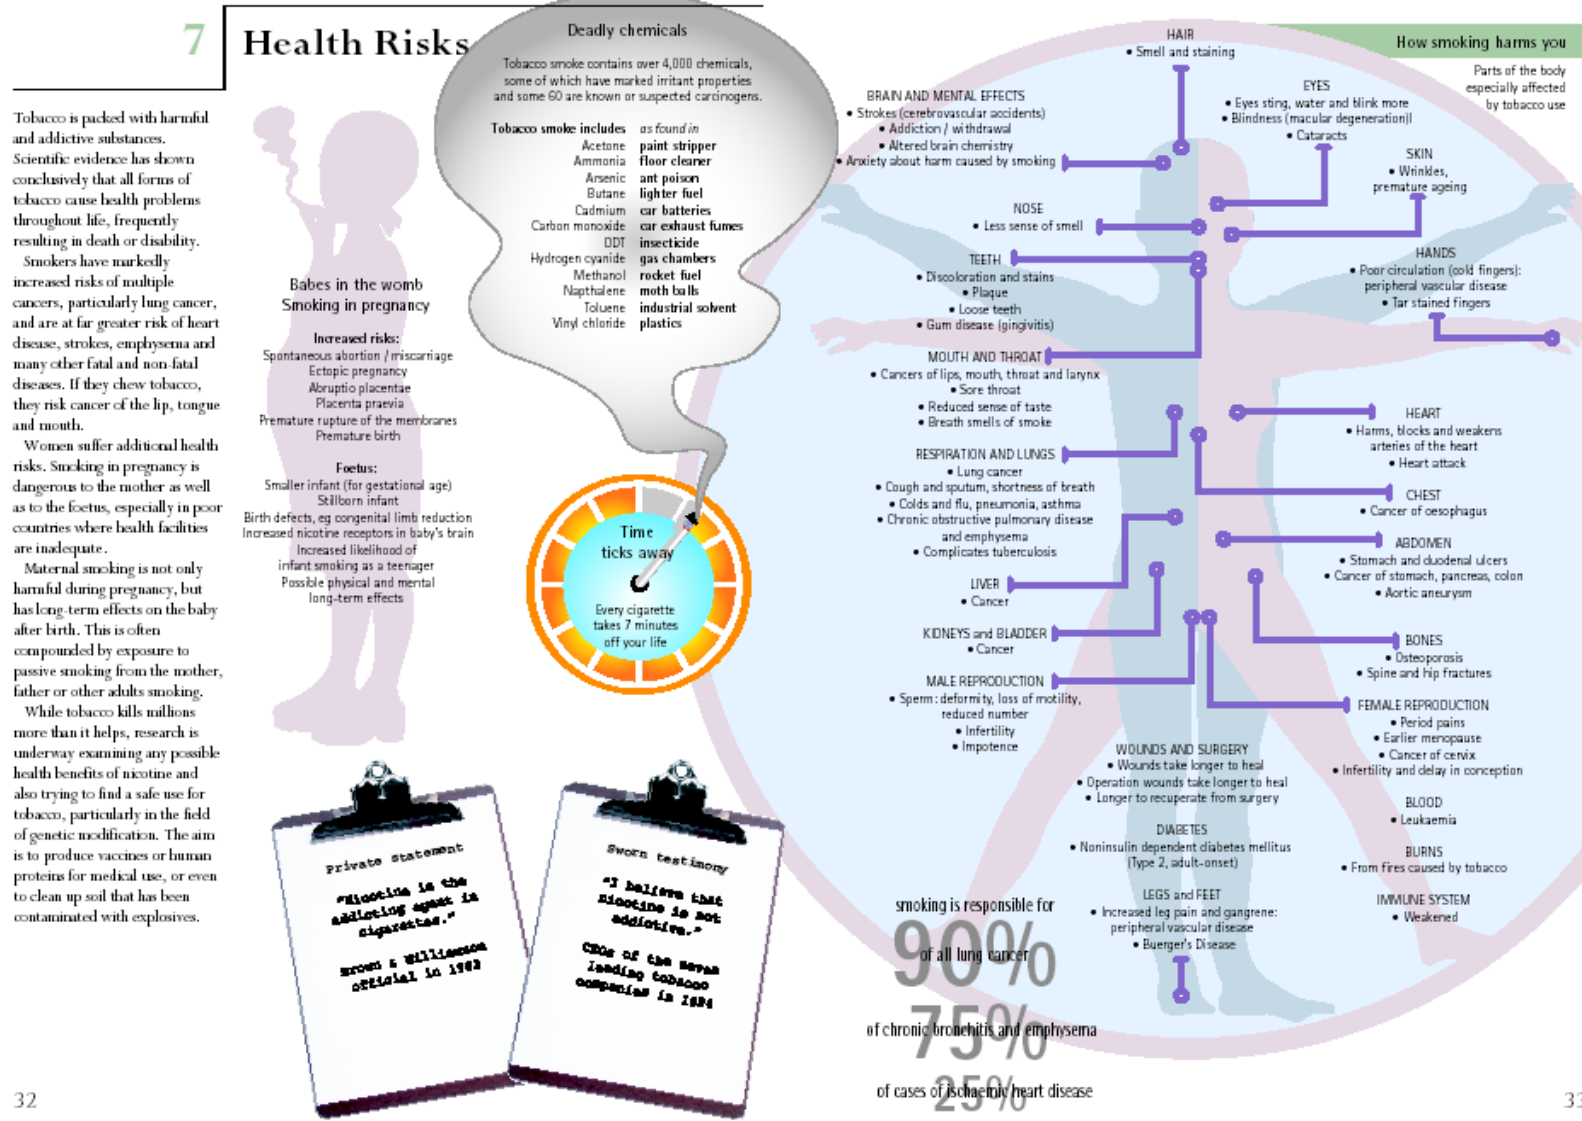 7
Health Risks
Tobacco is packed with harmful
and addictive substances.
Scientific evidence has shown
conclusively that all forms of
tobacco cause health problems
throughout life, frequently
resulting in death or disability.
Smokers have markedly
increased risks of multiple
cancers, particularly lung cancer,
and are at far greater risk of heart
disease, strokes, emphysema and
many other fatal and non-fatal
diseases. If they chew tobacco,
they risk cancer of the lip, tongue
and mouth.
Women suffer additional health
risks. Smoking in pregnancy is
dangerous to the mother as well
as to the foetus, especially in poor
countries where health facilities
are inadequate.
Maternal smoking is not only
harmful during pregnancy, but
has long-term effects on the baby
after birth. This is often
compounded by exposure to
passive smoking from the mother,
father or other adults smoking.
While tobacco kills millions
more than it helps, research is
underway examining any possible
health benefits of nicotine and
also trying to find a safe use for
tobacco, particularly in the field
of genetic modification. The aim
is to produce vaccines or human
proteins for medical use, or even
to clean up soil that has been
contaminated with explosives.
32
Babes in the womb
Smoking in pregnancy
Increased risks:
Spontaneous abortion / miscarriage
Ectopic pregnancy
Abruptio placentae
Placenta praevia
Premature rupture of the membranes
Premature birth
Foetus:
Smaller infant (for gestational age)
Stillborn infant
Birth defects, eg congenital limb reduction
Increased nicotine receptors in baby's brain
Increased likelihood of
infant smoking as a teenager
Possible physical and mental
long-term effects
Deadly chemicals
Tobacco smoke contains over 4,000 chemicals,
some of which have marked irritant properties
and some 60 are known or suspected carcinogens.
Tobacco smoke includes as found in
Acetone paint stripper
Ammonia floor cleaner
Arsenic ant poison
Butane lighter fuel
Cadmium car batteries
Carbon monoxide car exhaust fumes
DDT insecticide
Hydrogen cyanide gas chambers
Methanol rocket fuel
Napthalene moth balls
Toluene industrial solvent
Vinyl chloride plastics
Time
ticks away
Every cigarette
takes 7 minutes
off your life
Private statement
"Nicotine is the
addicting agent in
cigarettes."
Brown & Williamson
official in 1983
Sworn testimony
"I believe that
nicotine is not
addictive."
CEOs of the seven
leading tobacco
companies in 1994
How smoking harms you
Parts of the body
especially affected
by tobacco use
HAIR
• Smell and staining
BRAIN AND MENTAL EFFECTS
• Strokes (cerebrovascular accidents)
• Addiction / withdrawal
• Altered brain chemistry
• Anxiety about harm caused by smoking
EYES
• Eyes sting, water and blink more
• Blindness (macular degeneration)l
• Cataracts
SKIN
• Wrinkles,
premature ageing
NOSE
• Less sense of smell
TEETH
• Discoloration and stains
• Plaque
• Loose teeth
• Gum disease (gingivitis)
HANDS
• Poor circulation (cold fingers):
peripheral vascular disease
• Tar stained fingers
MOUTH AND THROAT
• Cancers of lips, mouth, throat and larynx
• Sore throat
• Reduced sense of taste
• Breath smells of smoke
HEART
• Harms, blocks and weakens
arteries of the heart
• Heart attack
RESPIRATION AND LUNGS
• Lung cancer
• Cough and sputum, shortness of breath
• Colds and flu, pneumonia, asthma
• Chronic obstructive pulmonary disease
and emphysema
• Complicates tuberculosis
CHEST
• Cancer of oesophagus
ABDOMEN
• Stomach and duodenal ulcers
• Cancer of stomach, pancreas, colon
• Aortic aneurysm
LIVER
• Cancer
KIDNEYS and BLADDER
• Cancer
BONES
• Osteoporosis
• Spine and hip fractures
MALE REPRODUCTION
• Sperm: deformity, loss of motility,
reduced number
• Infertility
• Impotence
FEMALE REPRODUCTION
• Period pains
• Earlier menopause
• Cancer of cervix
• Infertility and delay in conception
WOUNDS AND SURGERY
• Wounds take longer to heal
• Operation wounds take longer to heal
• Longer to recuperate from surgery
BLOOD
• Leukaemia
DIABETES
• Noninsulin dependent diabetes mellitus
(Type 2, adult-onset)
BURNS
• From fires caused by tobacco
LEGS and FEET
• Increased leg pain and gangrene:
peripheral vascular disease
• Buerger's Disease
IMMUNE SYSTEM
• Weakened
smoking is responsible for
90%
of all lung cancer
75%
of chronic bronchitis and emphysema
25%
of cases of ischaemic heart disease
33